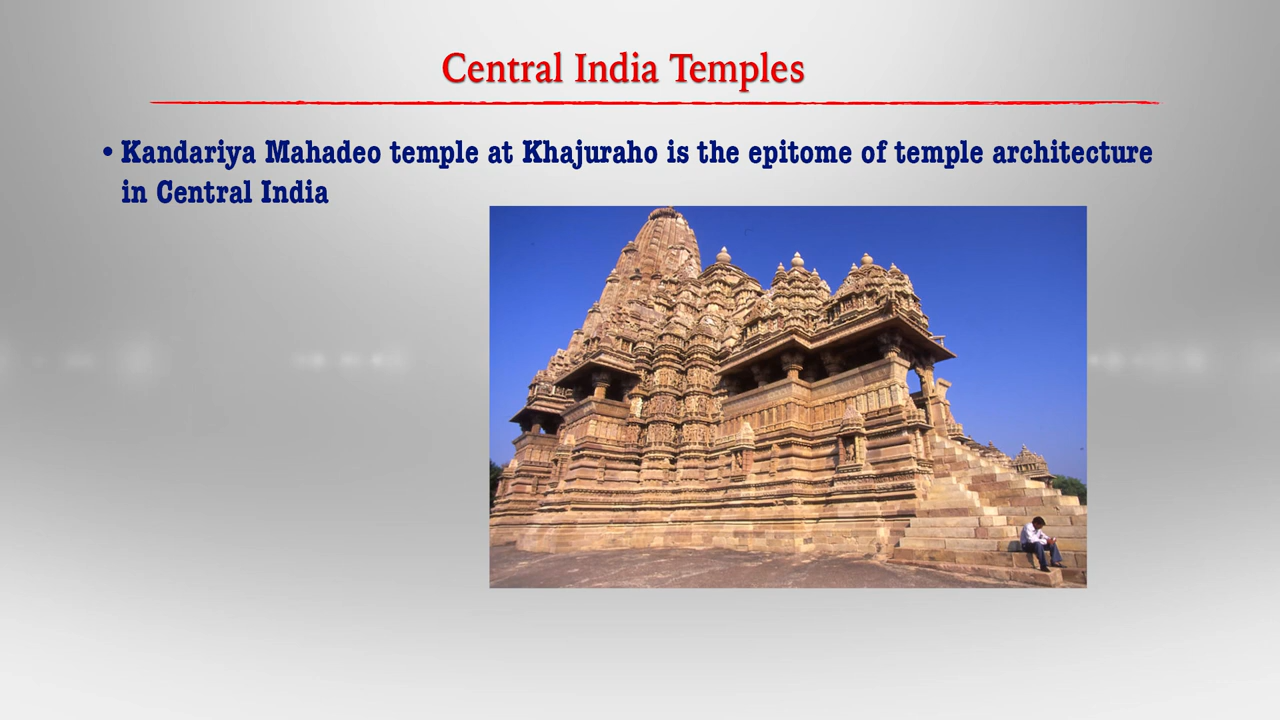 Central India Temples
• Kandariya Mahadeo temple at Khajuraho is the epitome of temple architecture
in Central India